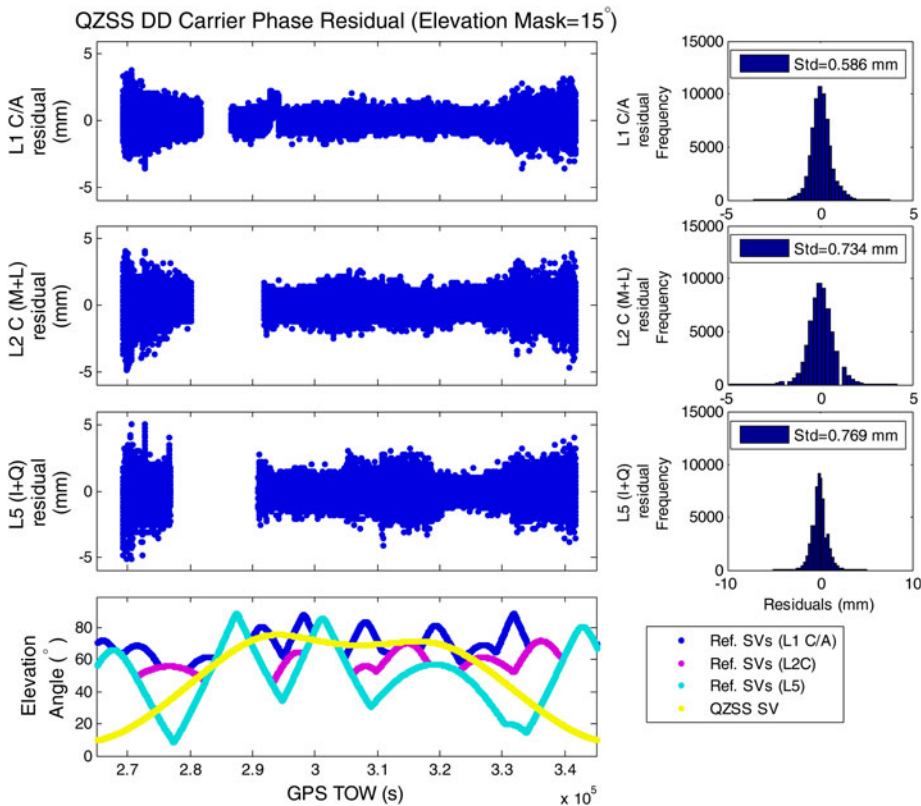 QZSS DD Carrier Phase Residual (Elevation Mask=15°)
L1 C/A
residual
(mm)
5
0
-5
L1 C/A
residual
Frequency
15000
10000
5000
0
Std=0.586 mm
-5
0
5
L2 C (M+L)
residual
(mm)
5
0
-5
L2 C (M+L)
residual
Frequency
15000
10000
5000
0
Std=0.734 mm
-5
0
5
L5 (I+Q)
residual
(mm)
5
0
-5
L5 (I+Q)
residual
Frequency
15000
10000
5000
0
Std=0.769 mm
-10
0
10
Residuals (mm)
Elevation
Angle (°)
80
60
40
20
0
2.7
2.8
2.9
3
3.1
3.2
3.3
3.4
GPS TOW (s)
x 10⁵
Ref. SVs (L1 C/A)
Ref. SVs (L2C)
Ref. SVs (L5)
QZSS SV